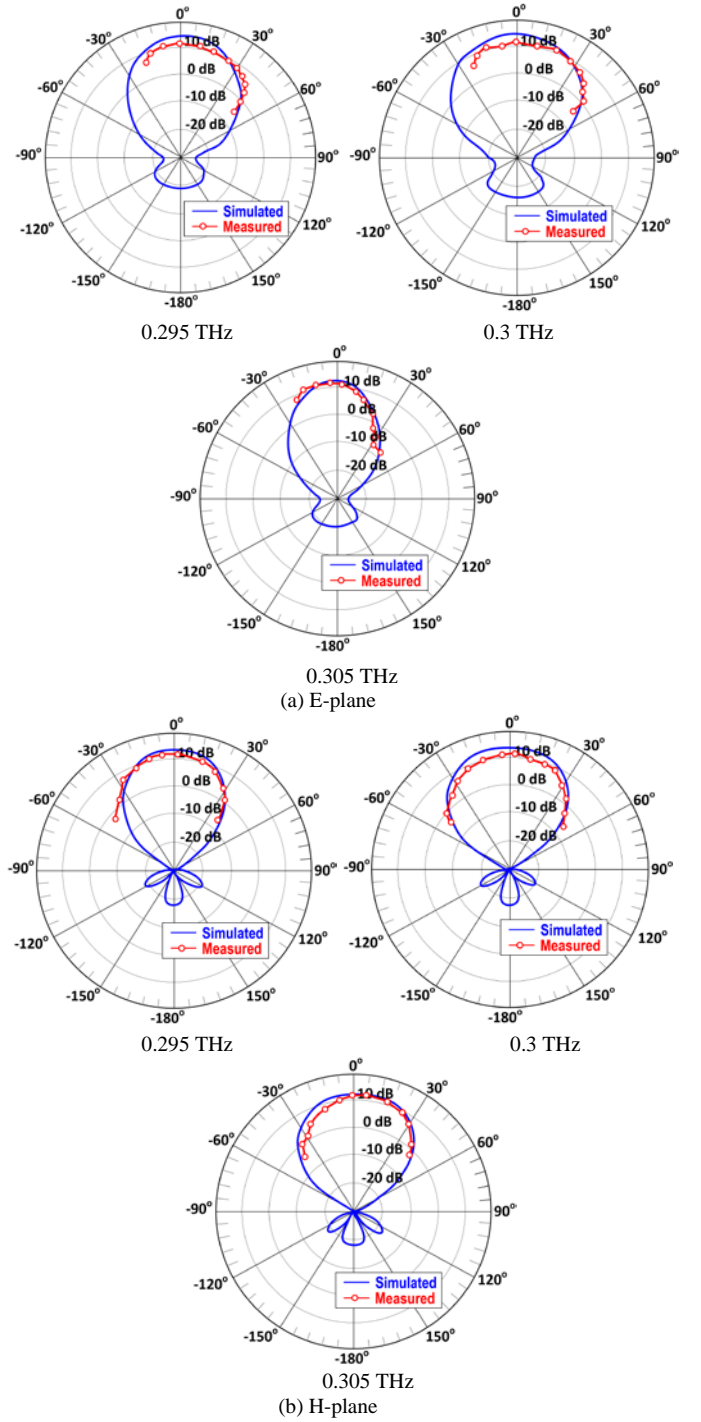 0°
-30° 30°
-60° 60°
-90° 90°
-120° 120°
-150° 150°
-180°
10 dB
0 dB
-10 dB
-20 dB
Simulated
Measured
0.295 THz
0°
-30° 30°
-60° 60°
-90° 90°
-120° 120°
-150° 150°
-180°
10 dB
0 dB
-10 dB
-20 dB
Simulated
Measured
0.3 THz
0°
-30° 30°
-60° 60°
-90° 90°
-120° 120°
-150° 150°
-180°
10 dB
0 dB
-10 dB
-20 dB
Simulated
Measured
0.305 THz
(a) E-plane
0°
-30° 30°
-60° 60°
-90° 90°
-120° 120°
-150° 150°
-180°
10 dB
0 dB
-10 dB
-20 dB
Simulated
Measured
0.295 THz
0°
-30° 30°
-60° 60°
-90° 90°
-120° 120°
-150° 150°
-180°
10 dB
0 dB
-10 dB
-20 dB
Simulated
Measured
0.3 THz
0°
-30° 30°
-60° 60°
-90° 90°
-120° 120°
-150° 150°
-180°
10 dB
0 dB
-10 dB
-20 dB
Simulated
Measured
0.305 THz
(b) H-plane